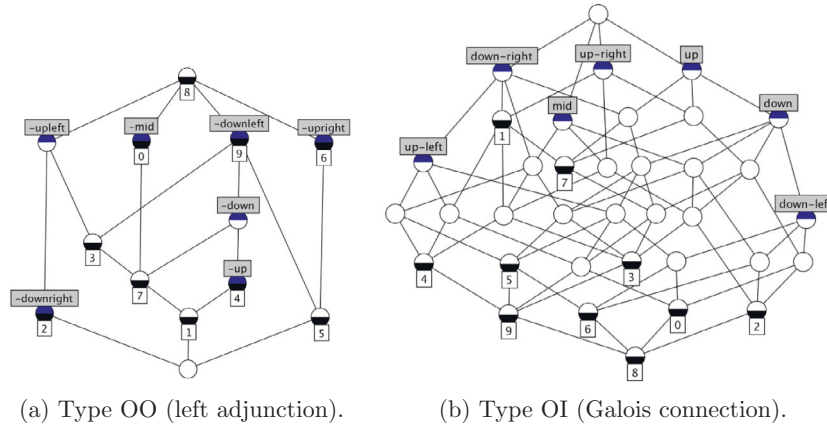 8
-upleft
-mid
-downleft
-upright
0
9
6
-down
3
-up
7
4
-downright
2
1
5
down-right
up-right
up
mid
down
1
up-left
7
down-left
4
5
3
9
6
0
2
8
(a) Type OO (left adjunction).
(b) Type OI (Galois connection).